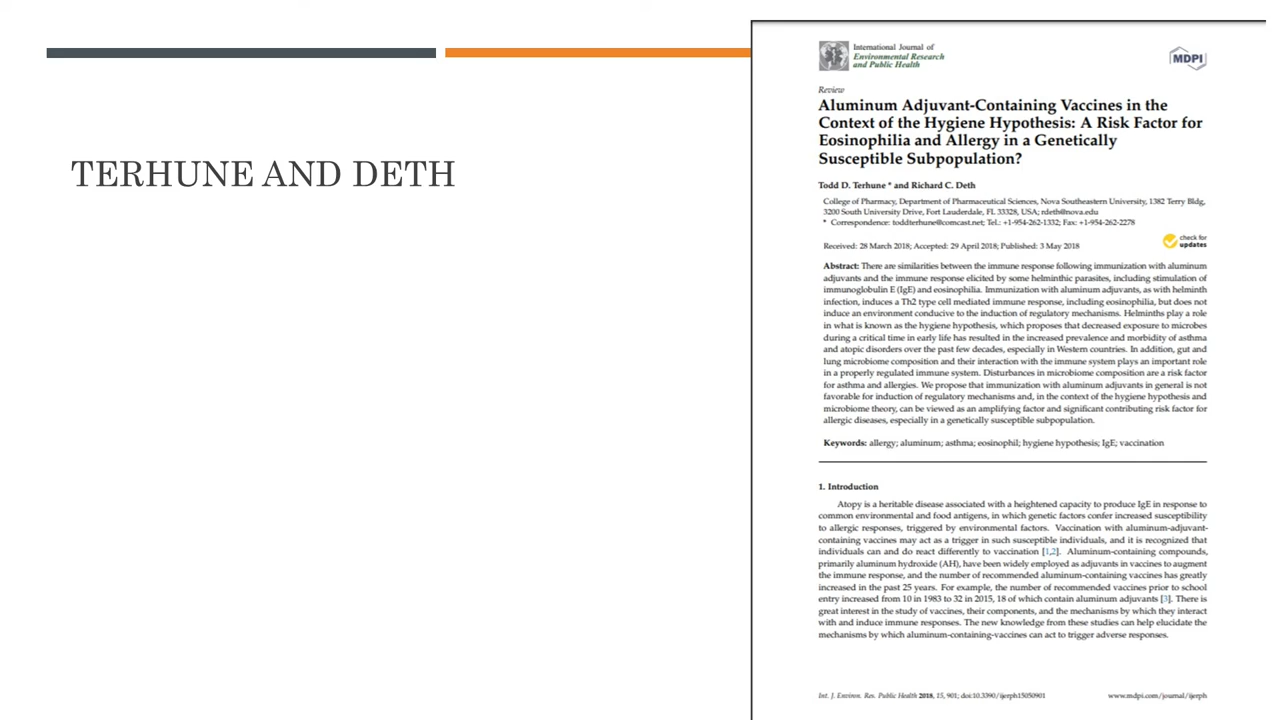 TERHUNE AND DETH
International Journal of
Environmental Research
and Public Health
MDPI
Review
Aluminum Adjuvant-Containing Vaccines in the
Context of the Hygiene Hypothesis: A Risk Factor for
Eosinophilia and Allergy in a Genetically
Susceptible Subpopulation?
Todd D. Terhune * and Richard C. Deth
College of Pharmacy, Department of Pharmaceutical Sciences, Nova Southeastern University, 1382 Terry Bldg,
3200 South University Drive, Fort Lauderdale, FL 33328, USA; rdeth@nova.edu
* Correspondence: toddterhune@comcast.net; Tel.: +1-954-262-1332; Fax: +1-954-262-2278
check for
updates
Received: 28 March 2018; Accepted: 29 April 2018; Published: 3 May 2018
Abstract: There are similarities between the immune response following immunization with aluminum
adjuvants and the immune response elicited by some helminthic parasites, including stimulation of
immunoglobulin E (IgE) and eosinophilia. Immunization with aluminum adjuvants, as with helminth
infection, induces a Th2 type cell mediated immune response, including eosinophilia, but does not
induce an environment conducive to the induction of regulatory mechanisms. Helminths play a role
in what is known as the hygiene hypothesis, which proposes that decreased exposure to microbes
during a critical time in early life has resulted in the increased prevalence and morbidity of asthma
and atopic disorders over the past few decades, especially in Western countries. In addition, gut and
lung microbiome composition and their interaction with the immune system plays an important role
in a properly regulated immune system. Disturbances in microbiome composition are a risk factor
for asthma and allergies. We propose that immunization with aluminum adjuvants in general is not
favorable for induction of regulatory mechanisms and, in the context of the hygiene hypothesis and
microbiome theory, can be viewed as an amplifying factor and significant contributing risk factor for
allergic diseases, especially in a genetically susceptible subpopulation.
Keywords: allergy; aluminum; asthma; eosinophil; hygiene hypothesis; IgE; vaccination
1. Introduction
Atopy is a heritable disease associated with a heightened capacity to produce IgE in response to
common environmental and food antigens, in which genetic factors confer increased susceptibility
to allergic responses, triggered by environmental factors. Vaccination with aluminum-adjuvant-
containing vaccines may act as a trigger in such susceptible individuals, and it is recognized that
individuals can and do react differently to vaccination [1,2]. Aluminum-containing compounds,
primarily aluminum hydroxide (AH), have been widely employed as adjuvants in vaccines to augment
the immune response, and the number of recommended aluminum-containing vaccines has greatly
increased in the past 25 years. For example, the number of recommended vaccines prior to school
entry increased from 10 in 1983 to 32 in 2015, 18 of which contain aluminum adjuvants [3]. There is
great interest in the study of vaccines, their components, and the mechanisms by which they interact
with and induce immune responses. The new knowledge from these studies can help elucidate the
mechanisms by which aluminum-containing-vaccines can act to trigger adverse responses.
Int. J. Environ. Res. Public Health 2018, 15, 901; doi:10.3390/ijerph15050901
www.mdpi.com/journal/ijerph